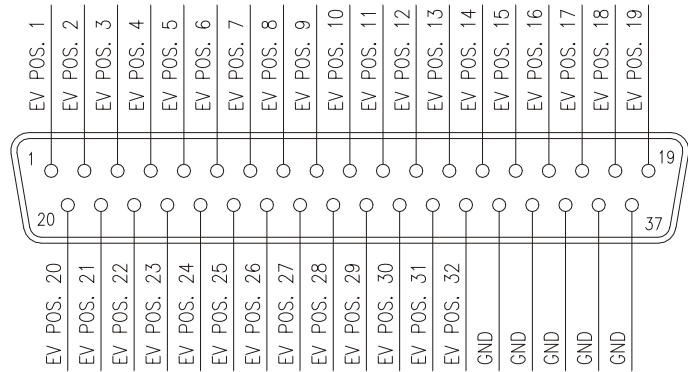 EV POS. 1
EV POS. 2
EV POS. 3
EV POS. 4
EV POS. 5
EV POS. 6
EV POS. 7
EV POS. 8
EV POS. 9
EV POS. 10
EV POS. 11
EV POS. 12
EV POS. 13
EV POS. 14
EV POS. 15
EV POS. 16
EV POS. 17
EV POS. 18
EV POS. 19
1
19
20
37
EV POS. 20
EV POS. 21
EV POS. 22
EV POS. 23
EV POS. 24
EV POS. 25
EV POS. 26
EV POS. 27
EV POS. 28
EV POS. 29
EV POS. 30
EV POS. 31
EV POS. 32
GND
GND
GND
GND
GND